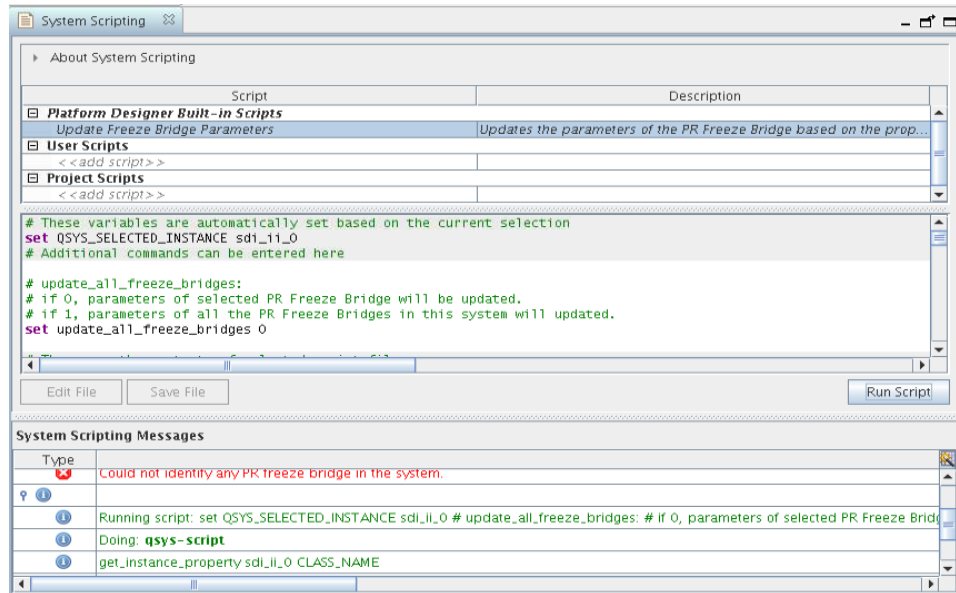 System Scripting
About System Scripting
Script Description
Platform Designer Built-in Scripts
Update Freeze Bridge Parameters Updates the parameters of the PR Freeze Bridge based on the prop...
User Scripts
< <add script> >
Project Scripts
< <add script> >
# These variables are automatically set based on the current selection
set QSYS_SELECTED_INSTANCE sdi_ii_0
# Additional commands can be entered here
# update_all_freeze_bridges:
# if 0, parameters of selected PR Freeze Bridge will be updated.
# if 1, parameters of all the PR Freeze Bridges in this system will updated.
set update_all_freeze_bridges 0
Edit File Save File Run Script
System Scripting Messages
Type
Could not identify any PR freeze bridge in the system.
Running script: set QSYS_SELECTED_INSTANCE sdi_ii_0 # update_all_freeze_bridges: # if 0, parameters of selected PR Freeze Bridg
Doing: qsys-script
get_instance_property sdi_ii_0 CLASS_NAME